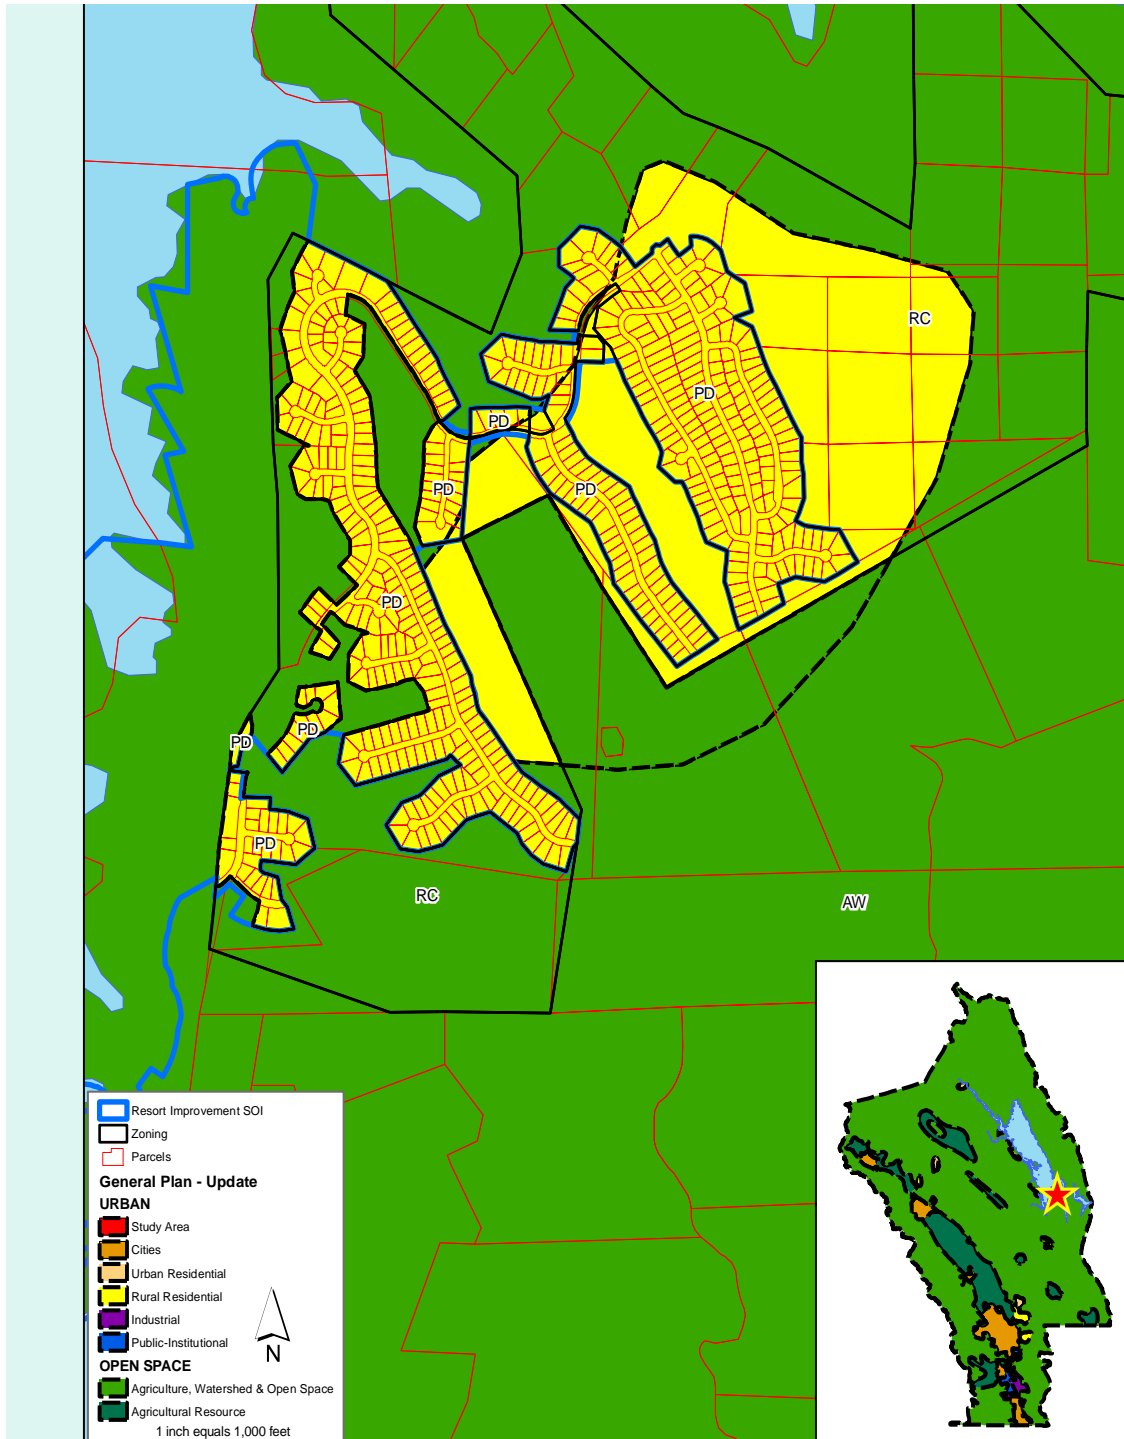 RC
PD
PD
PD
PD
PD
PD
PD
PD
RC
AW
Resort Improvement SOI
Zoning
Parcels
General Plan - Update
URBAN
Study Area
Cities
Urban Residential
Rural Residential
Industrial
Public-Institutional
N
OPEN SPACE
Agriculture, Watershed & Open Space
Agricultural Resource
1 inch equals 1,000 feet